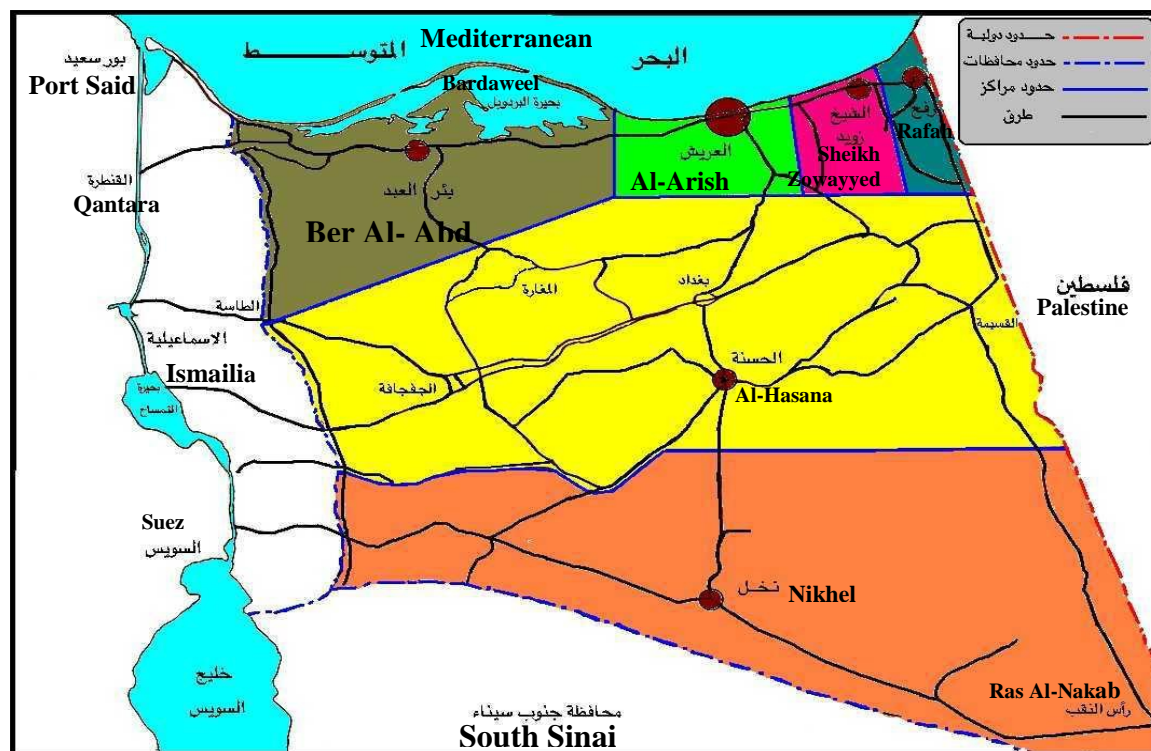 البحر المتوسط
Mediterranean
بور سعيد
Port Said
Bardaweel
بحيرة البردويل
حدود دولية
حدود محافظات
حدود مراكز
طرق
رفح
Rafah
الشيخ
زويد
Sheikh
Zowayyed
العريش
Al-Arish
القنطرة
Qantara
بئر العبد
Ber Al- Abd
المغارة
بغداد
فلسطين
Palestine
الطاسة
القسيمة
الاسماعيلية
Ismailia
بحيرة
التمساح
الجفجافة
الحسنة
Al-Hasana
Suez
السويس
نخل
Nikhel
خليج
السويس
Ras Al-Nakab
رأس النقب
محافظة جنوب سيناء
South Sinai